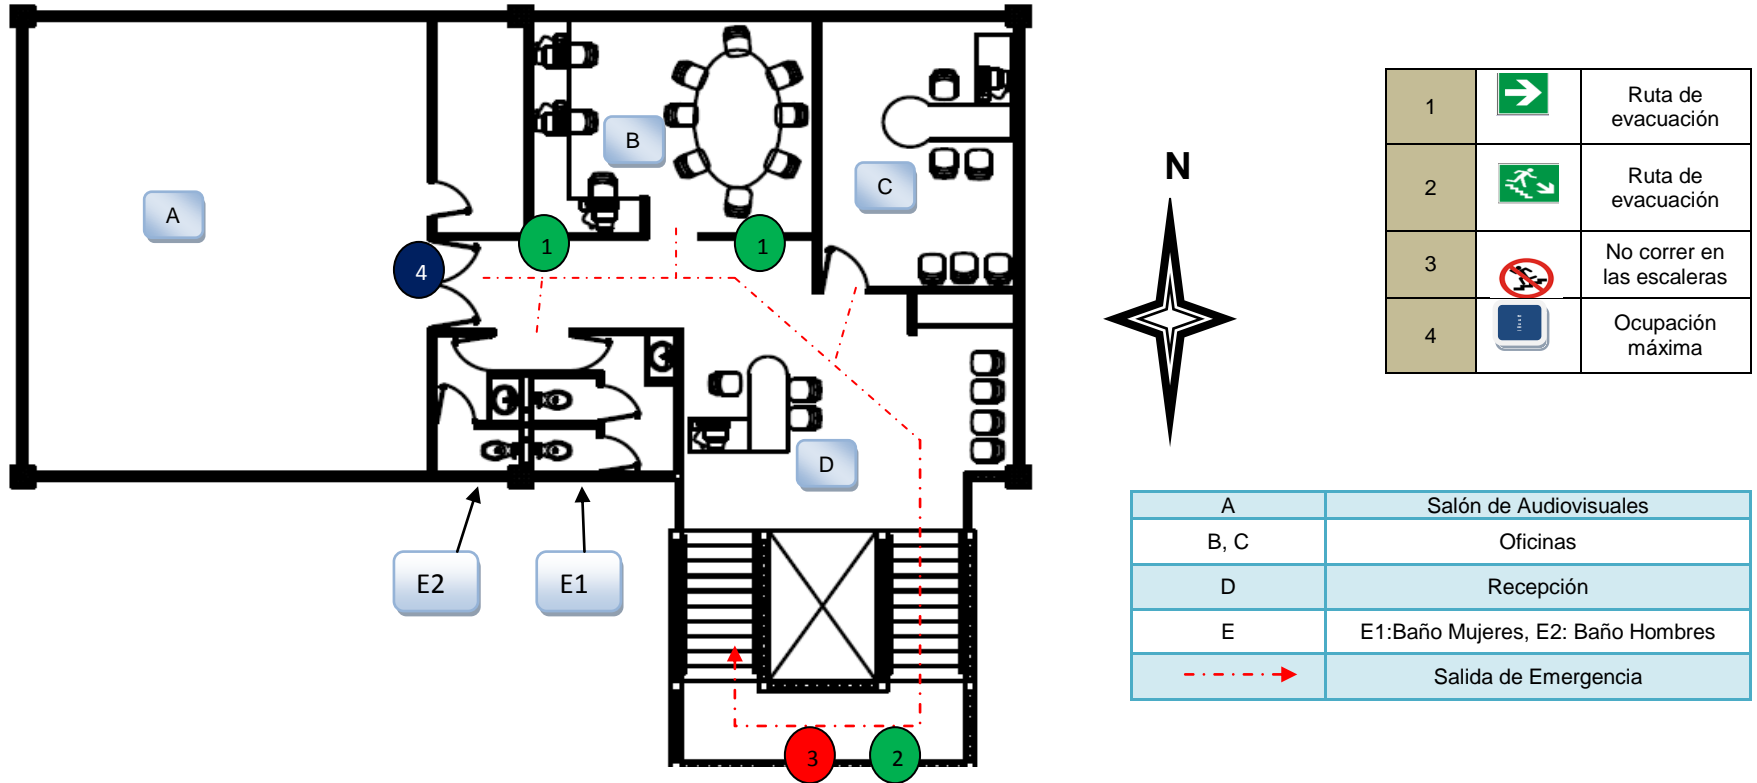 A
B
C
1
1
4
D
E2
E1
3
2
N
1
Ruta de
evacuación
2
Ruta de
evacuación
3
No correr en
las escaleras
4
Ocupación
máxima
A
Salón de Audiovisuales
B, C
Oficinas
D
Recepción
E
E1:Baño Mujeres, E2: Baño Hombres
Salida de Emergencia